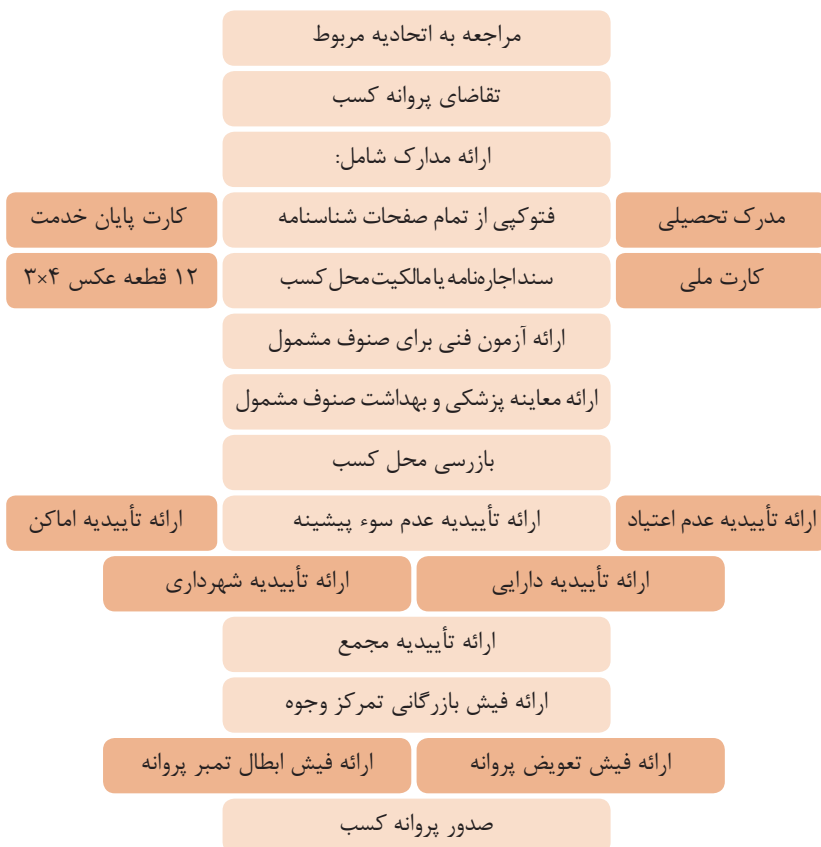 مراجعه به اتحادیه مربوط
تقاضای پروانه کسب
ارائه مدارک شامل:
مدرک تحصیلی
فتوکپی از تمام صفحات شناسنامه
کارت پایان خدمت
کارت ملی
سند اجاره‌نامه یا مالکیت محل کسب
۱۲ قطعه عکس ۴×۳
ارائه آزمون فنی برای صنوف مشمول
ارائه معاینه پزشکی و بهداشت صنوف مشمول
بازرسی محل کسب
ارائه تأییدیه عدم اعتیاد
ارائه تأییدیه عدم سوء پیشینه
ارائه تأییدیه اماکن
ارائه تأییدیه دارایی
ارائه تأییدیه شهرداری
ارائه تأییدیه مجمع
ارائه فیش بازرگانی تمرکز وجوه
ارائه فیش تعویض پروانه
ارائه فیش ابطال تمبر پروانه
صدور پروانه کسب